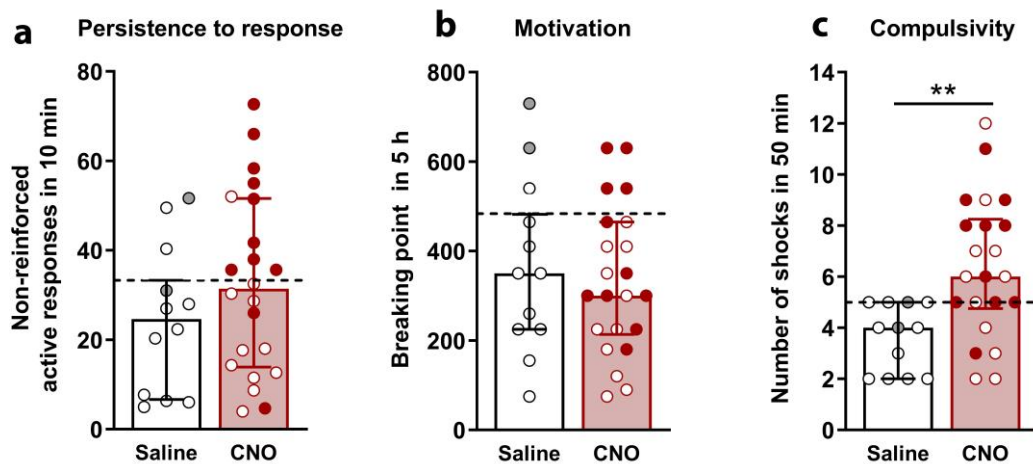 a Persistence to response
Non-reinforced
active responses in 10 min
80
60
40
20
0
Saline CNO
b Motivation
Breaking point in 5 h
800
600
400
200
0
Saline CNO
c Compulsivity
Number of shocks in 50 min
14
12
10
8
6
4
2
0
**
Saline CNO